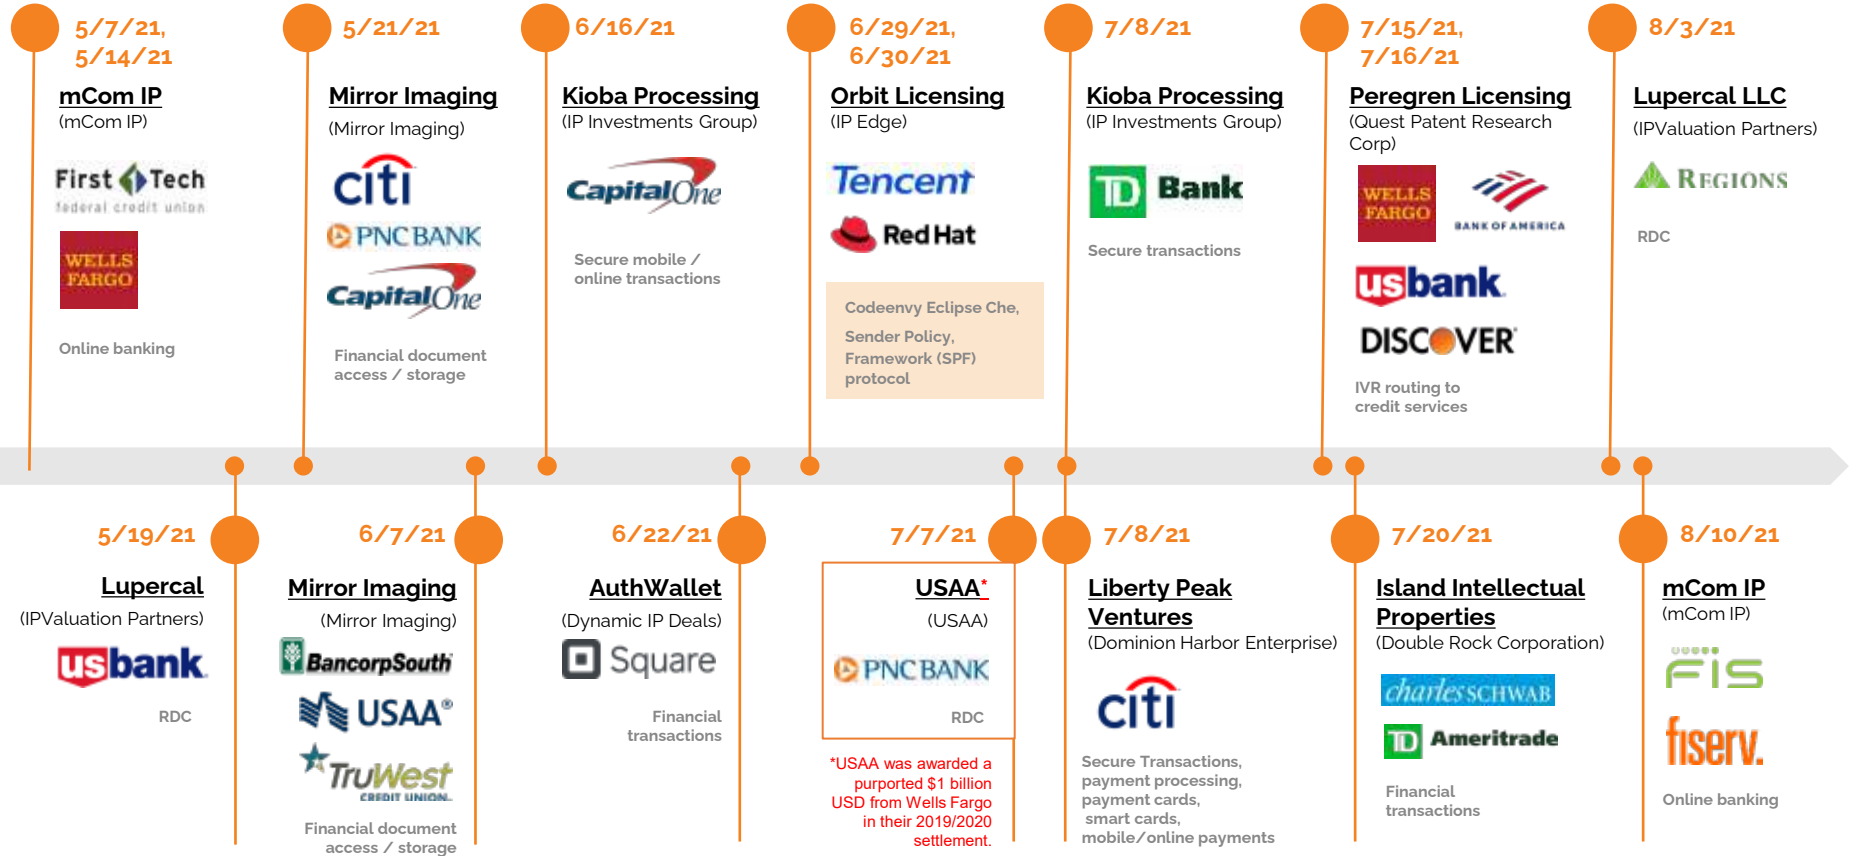 5/7/21,
5/14/21
mCom IP
(mCom IP)
First Tech
federal credit union
WELLS
FARGO
Online banking
5/21/21
Mirror Imaging
(Mirror Imaging)
citi
PNC BANK
CapitalOne
Financial document
access / storage
6/16/21
Kioba Processing
(IP Investments Group)
CapitalOne
Secure mobile /
online transactions
6/29/21,
6/30/21
Orbit Licensing
(IP Edge)
Tencent
Red Hat
Codeenvy Eclipse Che,
Sender Policy,
Framework (SPF)
protocol
7/8/21
Kioba Processing
(IP Investments Group)
TD Bank
Secure transactions
7/15/21,
7/16/21
Peregren Licensing
(Quest Patent Research
Corp)
WELLS
FARGO
BANK OF AMERICA
usbank.
DISCOVER
IVR routing to
credit services
8/3/21
Lupercal LLC
(IPValuation Partners)
REGIONS
RDC
5/19/21
Lupercal
(IPValuation Partners)
usbank.
RDC
6/7/21
Mirror Imaging
(Mirror Imaging)
BancorpSouth
USAA®
TruWest
CREDIT UNION
Financial document
access / storage
6/22/21
AuthWallet
(Dynamic IP Deals)
Square
Financial
transactions
7/7/21
USAA*
(USAA)
PNC BANK
RDC
*USAA was awarded a
purported $1 billion
USD from Wells Fargo
in their 2019/2020
settlement.
7/8/21
Liberty Peak
Ventures
(Dominion Harbor Enterprise)
citi
Secure Transactions,
payment processing,
payment cards,
smart cards,
mobile/online payments
7/20/21
Island Intellectual
Properties
(Double Rock Corporation)
charles SCHWAB
TD Ameritrade
Financial
transactions
8/10/21
mCom IP
(mCom IP)
FIS
fiserv.
Online banking